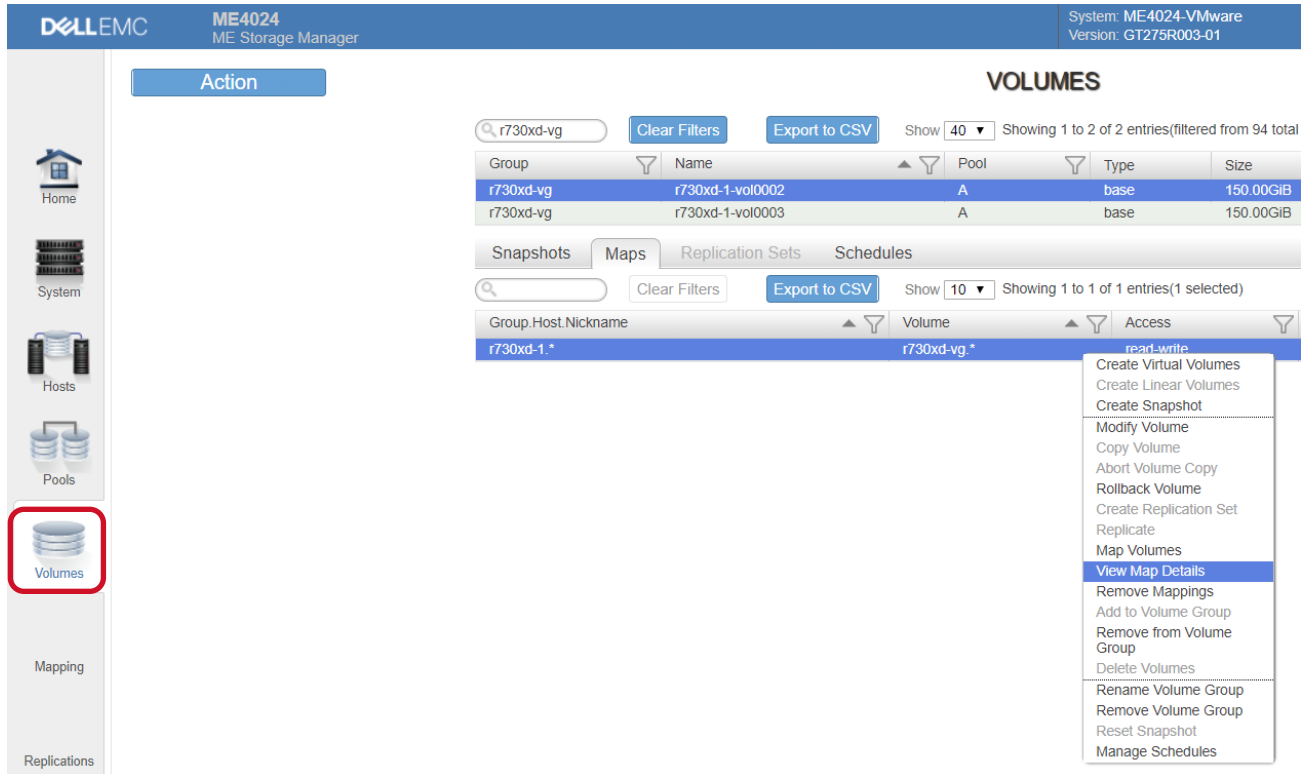 DELLEMC
ME4024
ME Storage Manager
System: ME4024-VMware
Version: GT275R003-01
Action
VOLUMES
r730xd-vg Clear Filters Export to CSV Show 40 Showing 1 to 2 of 2 entries(filtered from 94 total
Group Name Pool Type Size
r730xd-vg r730xd-1-vol0002 A base 150.00GiB
r730xd-vg r730xd-1-vol0003 A base 150.00GiB
Snapshots Maps Replication Sets Schedules
Clear Filters Export to CSV Show 10 Showing 1 to 1 of 1 entries(1 selected)
Group.Host.Nickname Volume Access
r730xd-1.* r730xd-vg.* read-write
Create Virtual Volumes
Create Linear Volumes
Create Snapshot
Modify Volume
Copy Volume
Abort Volume Copy
Rollback Volume
Create Replication Set
Replicate
Map Volumes
View Map Details
Remove Mappings
Add to Volume Group
Remove from Volume
Group
Delete Volumes
Rename Volume Group
Remove Volume Group
Reset Snapshot
Manage Schedules
Home
System
Hosts
Pools
Volumes
Mapping
Replications